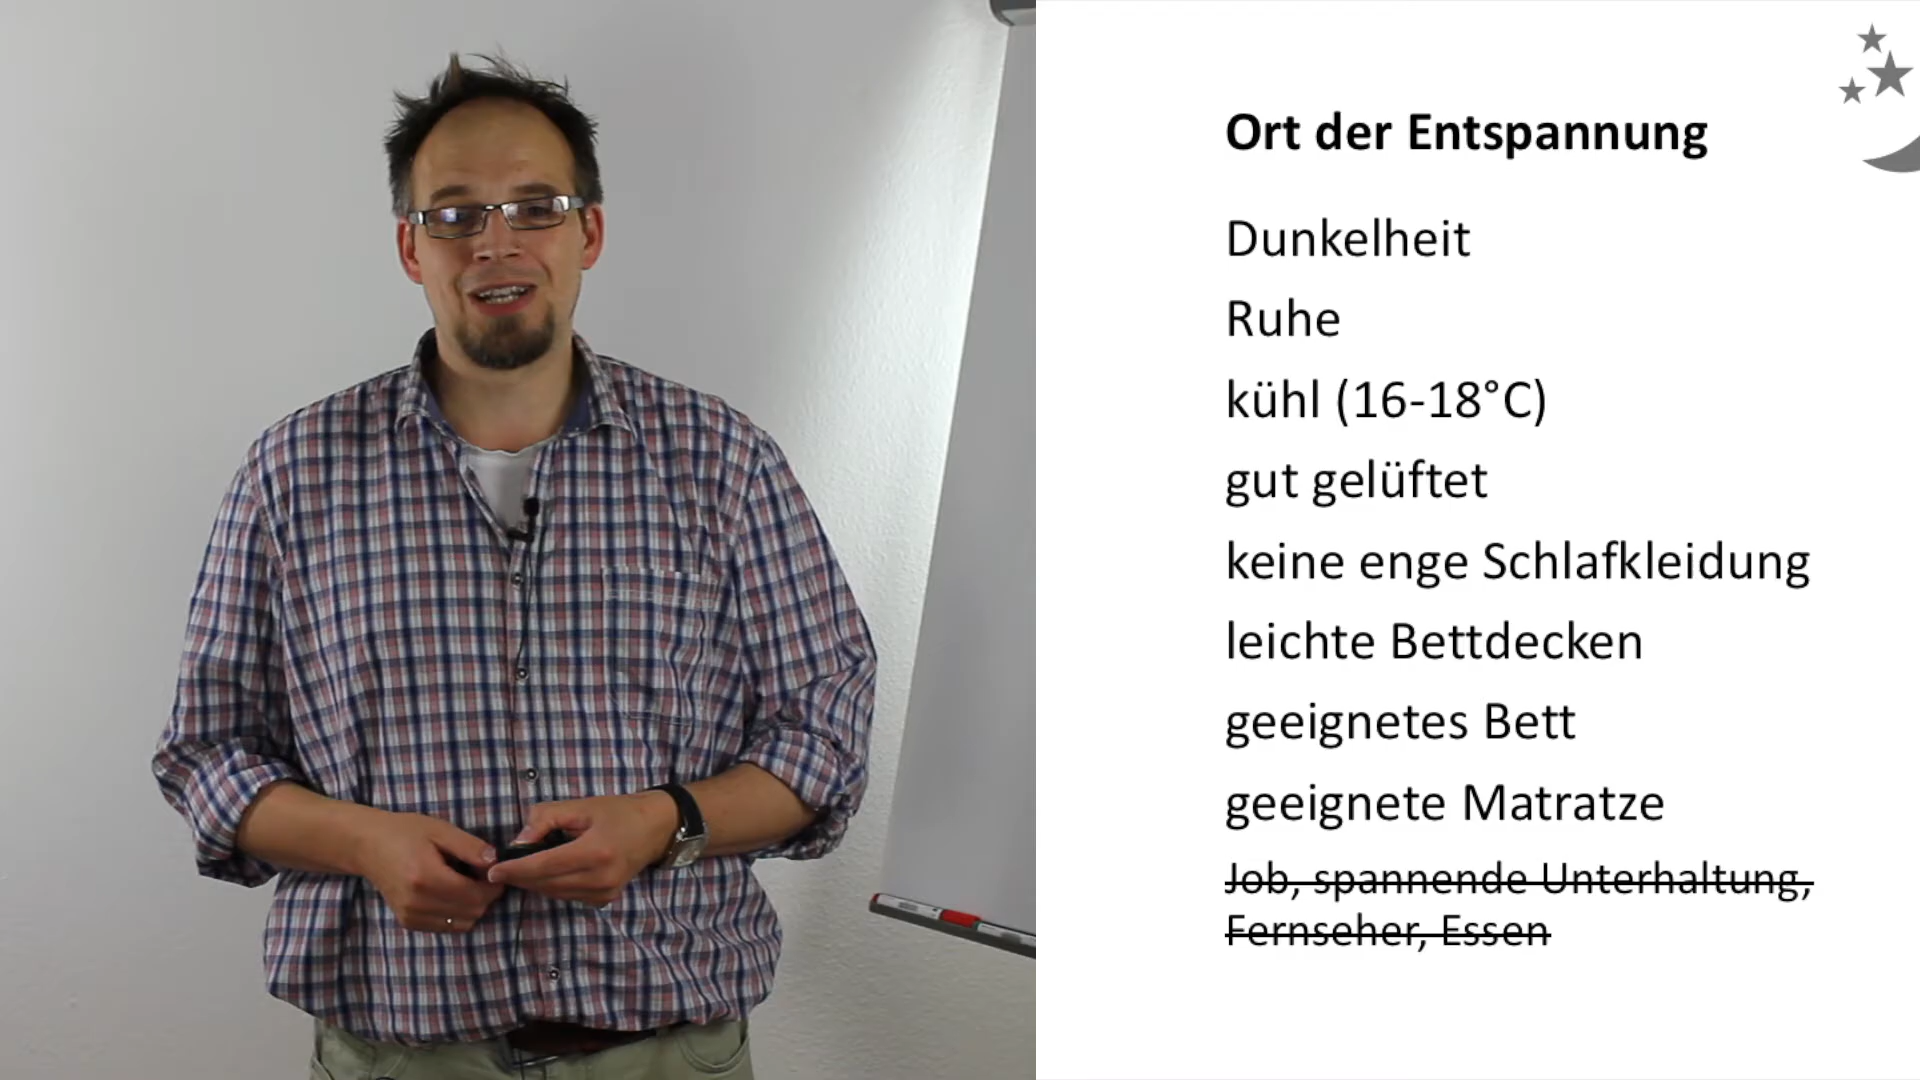 Ort der Entspannung
Dunkelheit
Ruhe
kühl (16-18°C)
gut gelüftet
keine enge Schlafkleidung
leichte Bettdecken
geeignetes Bett
geeignete Matratze
Job, spannende Unterhaltung,
Fernseher, Essen